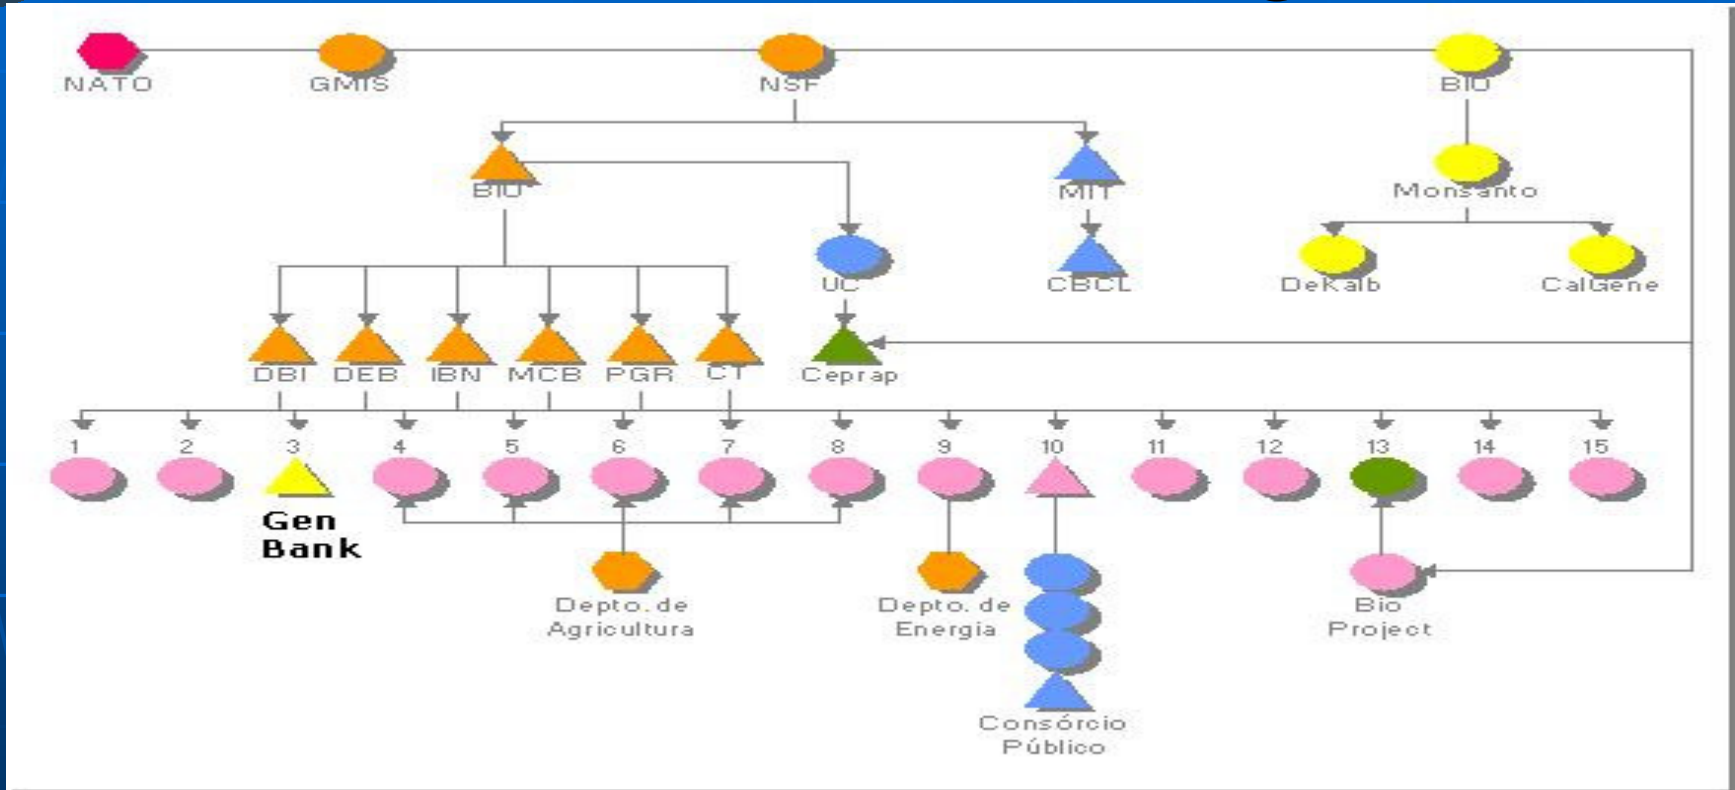 NATO GMIS NSF BIO
BIO MIT Monsanto
UC CBCL DeKalb CalGene
DBI DEB IBN MCB PGR CT Ceprap
1 2 3 4 5 6 7 8 9 10 11 12 13 14 15
Gen
Bank
Depto. de Depto. de Bio
Agricultura Energia Project
Consórcio
Público